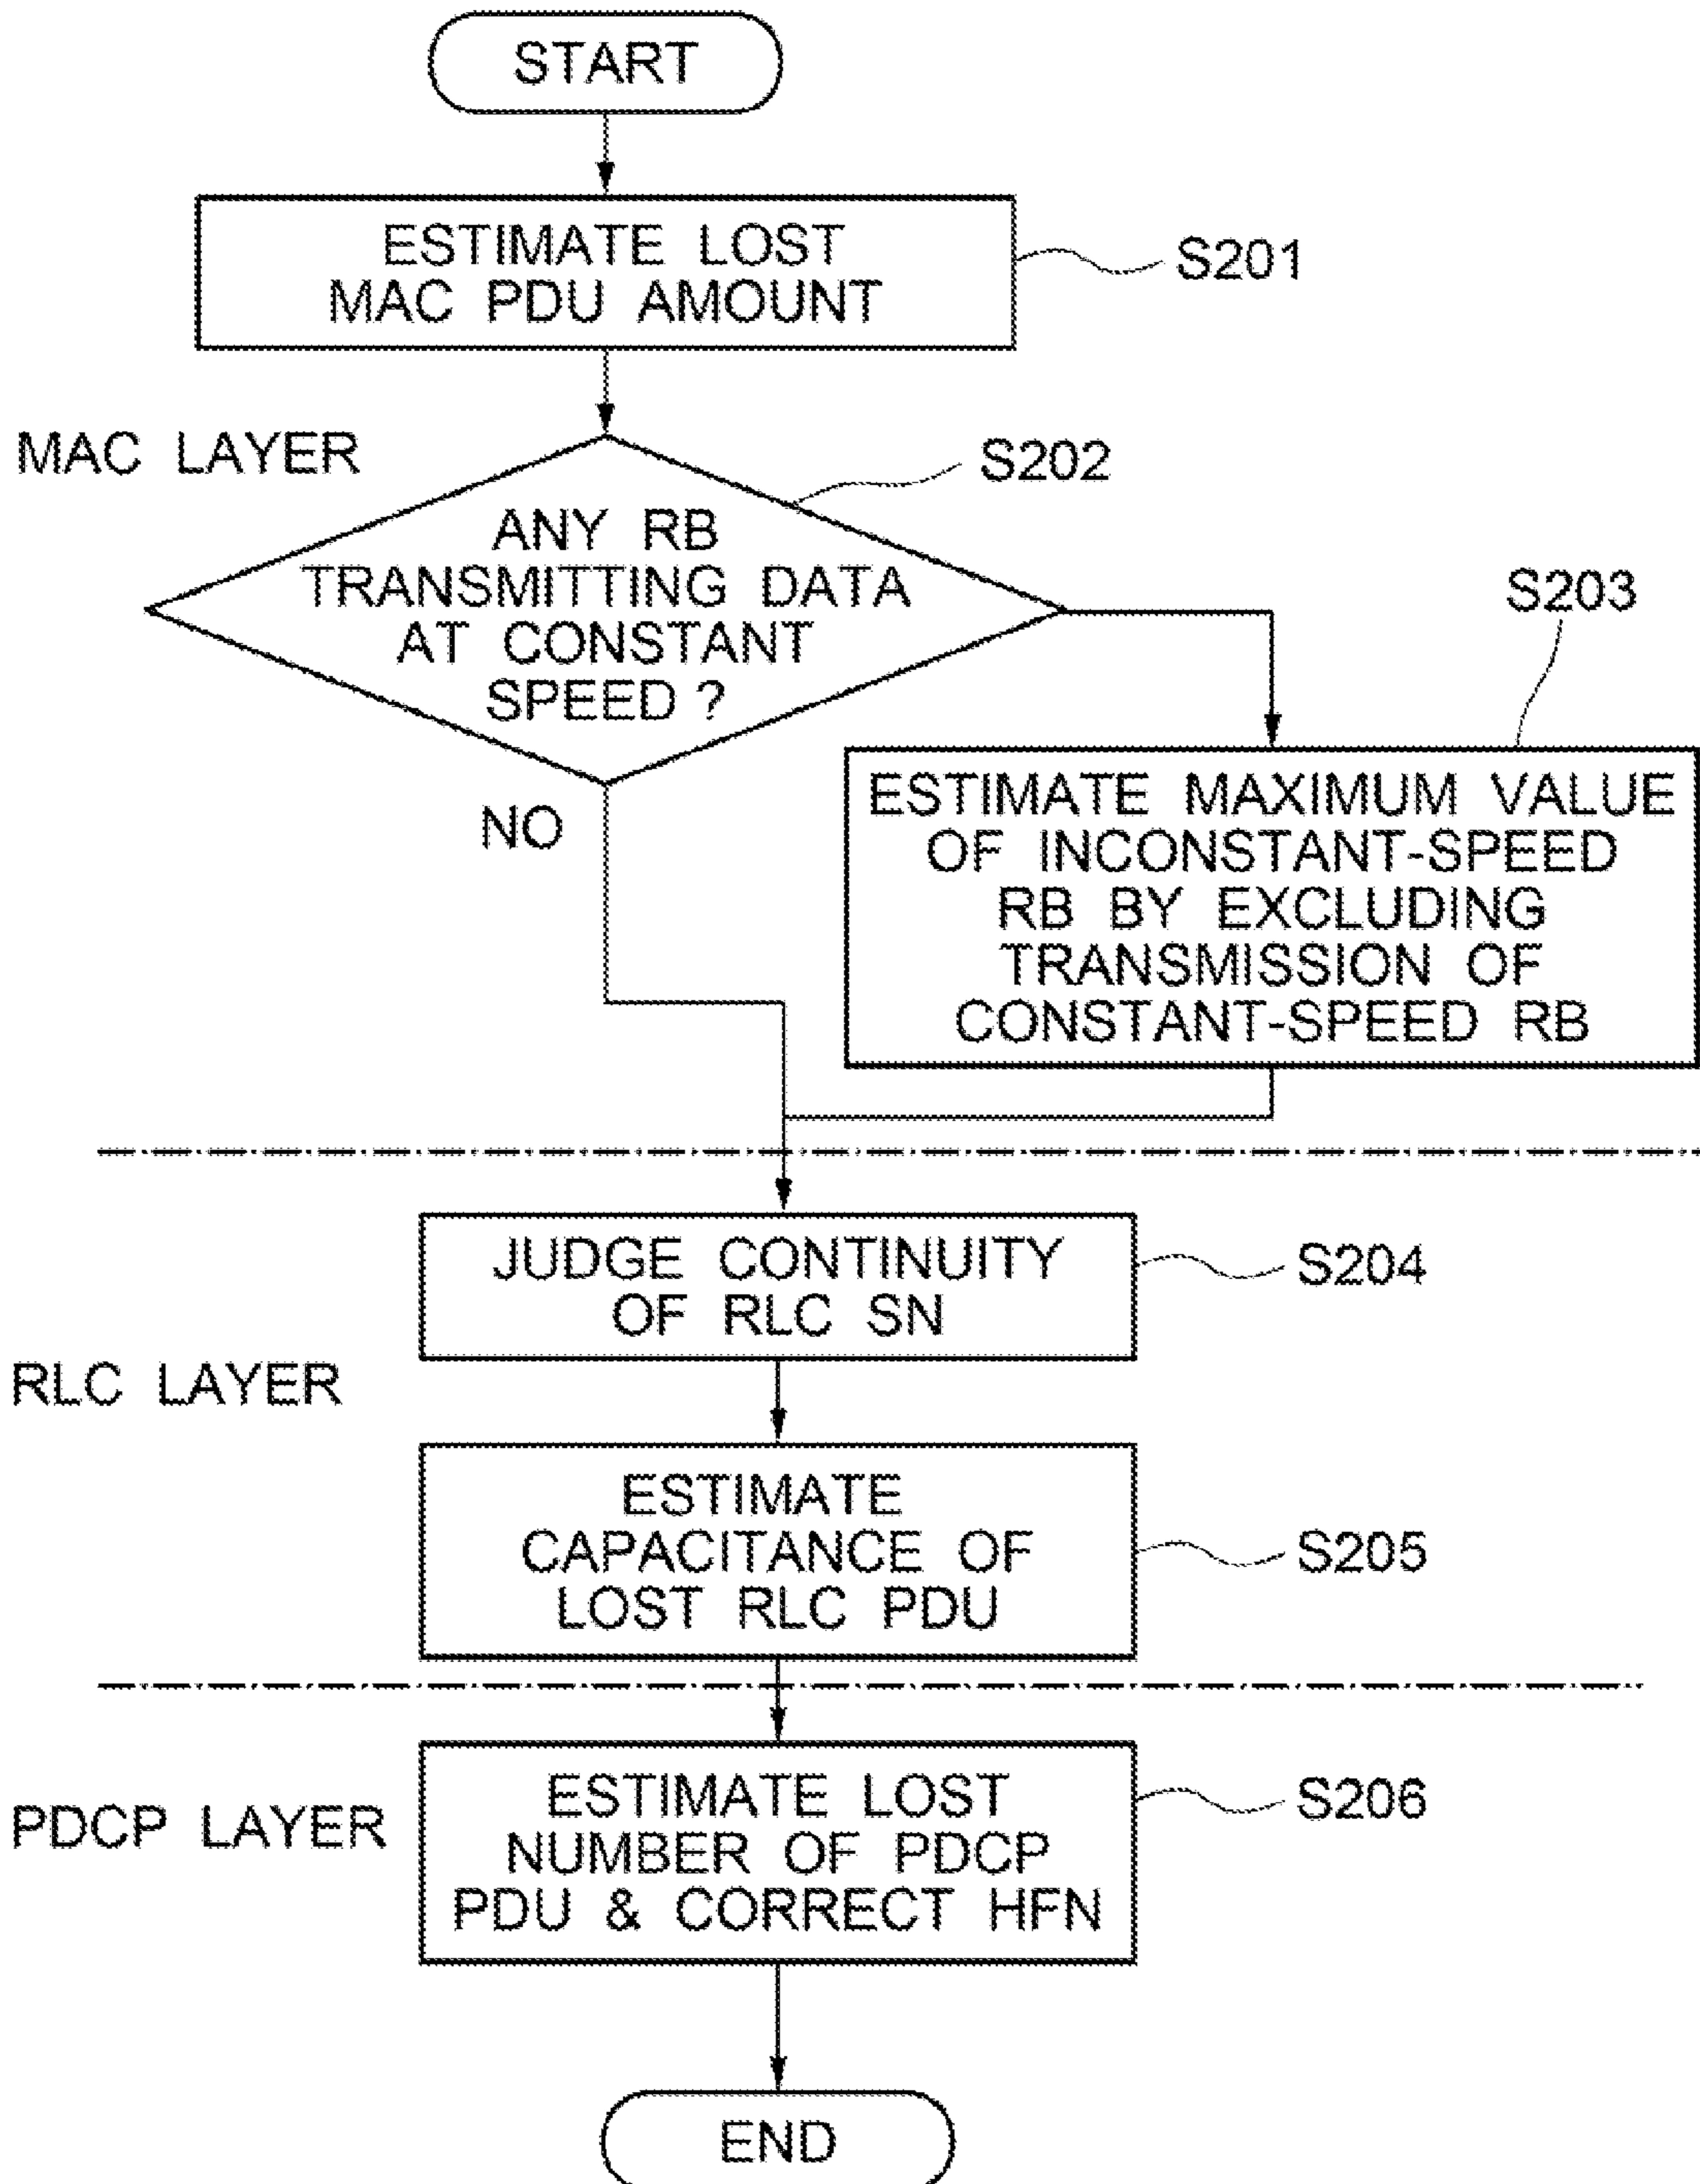 START
ESTIMATE LOST
MAC PDU AMOUNT
S201
MAC LAYER
S202
ANY RB
TRANSMITTING DATA
AT CONSTANT
SPEED ?
NO
S203
ESTIMATE MAXIMUM VALUE
OF INCONSTANT-SPEED
RB BY EXCLUDING
TRANSMISSION OF
CONSTANT-SPEED RB
JUDGE CONTINUITY
OF RLC SN
S204
RLC LAYER
ESTIMATE
CAPACITANCE OF
LOST RLC PDU
S205
PDCP LAYER
ESTIMATE LOST
NUMBER OF PDCP
PDU & CORRECT HFN
S206
END